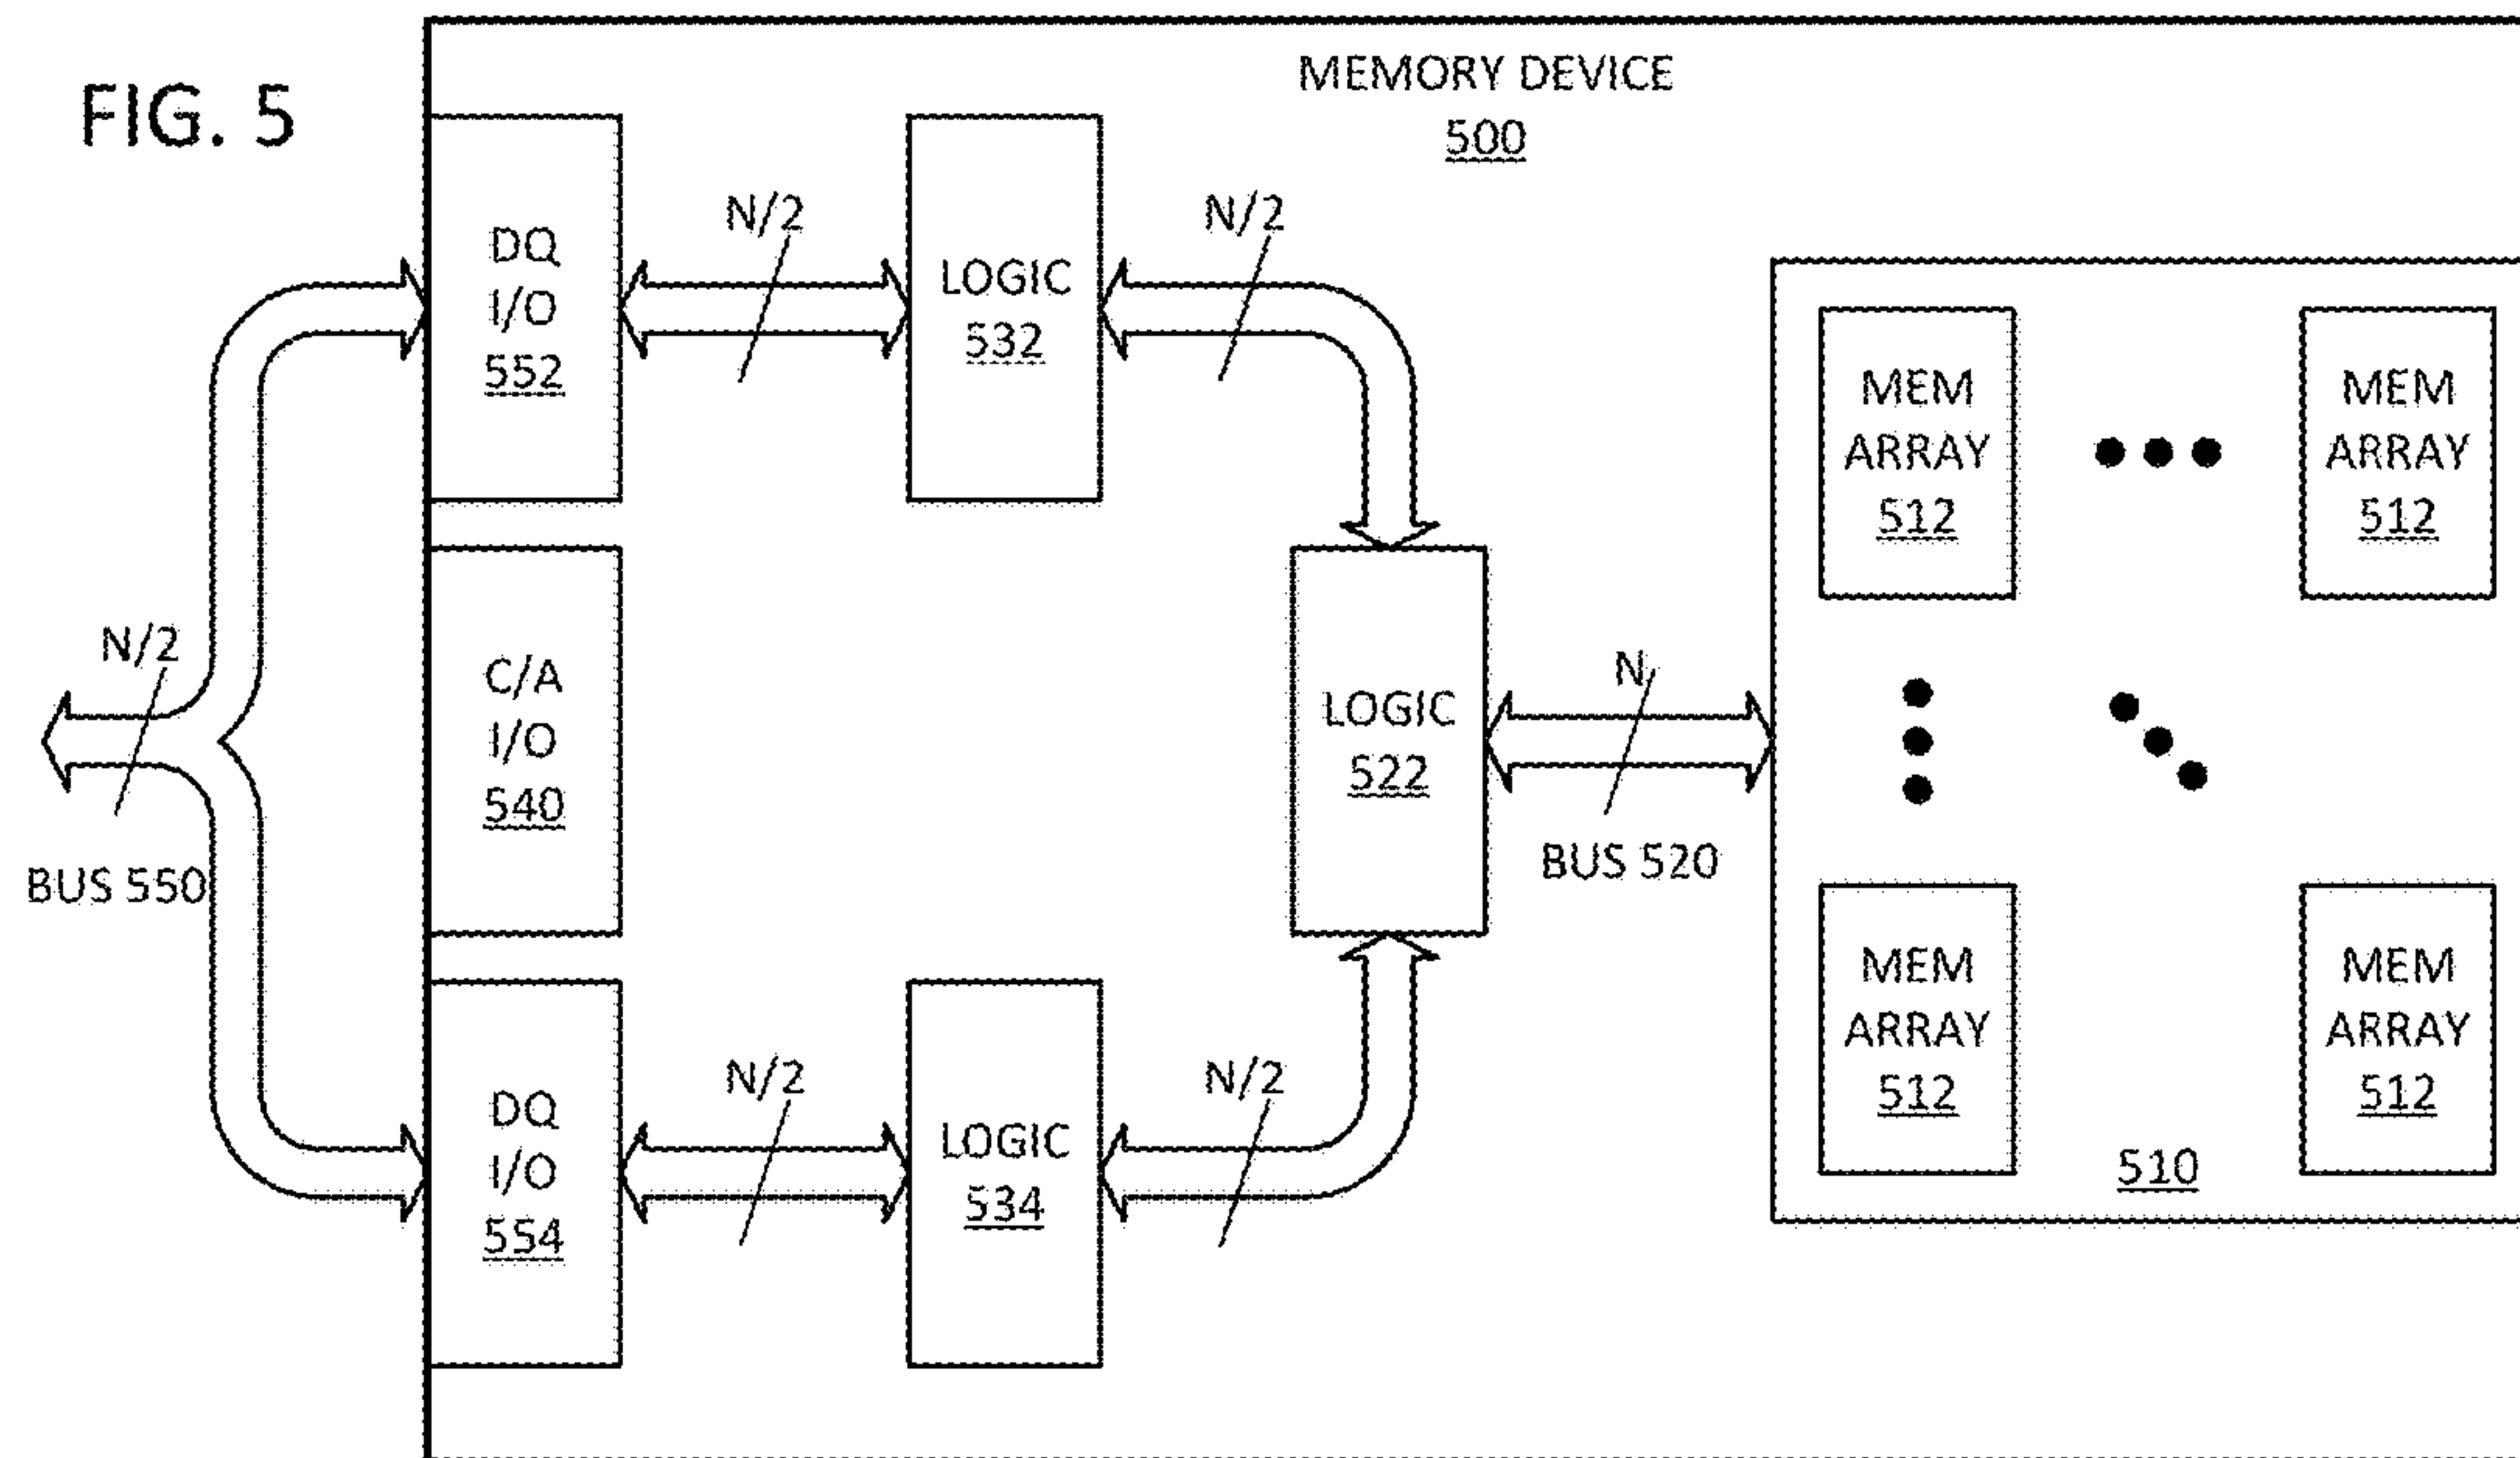 FIG. 5
MEMORY DEVICE
500
DQ
I/O
552
N/2
LOGIC
532
N/2
MEM
ARRAY
512
MEM
ARRAY
512
N/2
BUS 550
C/A
I/O
540
LOGIC
522
N
BUS 520
DQ
I/O
554
N/2
LOGIC
534
N/2
MEM
ARRAY
512
MEM
ARRAY
512
510